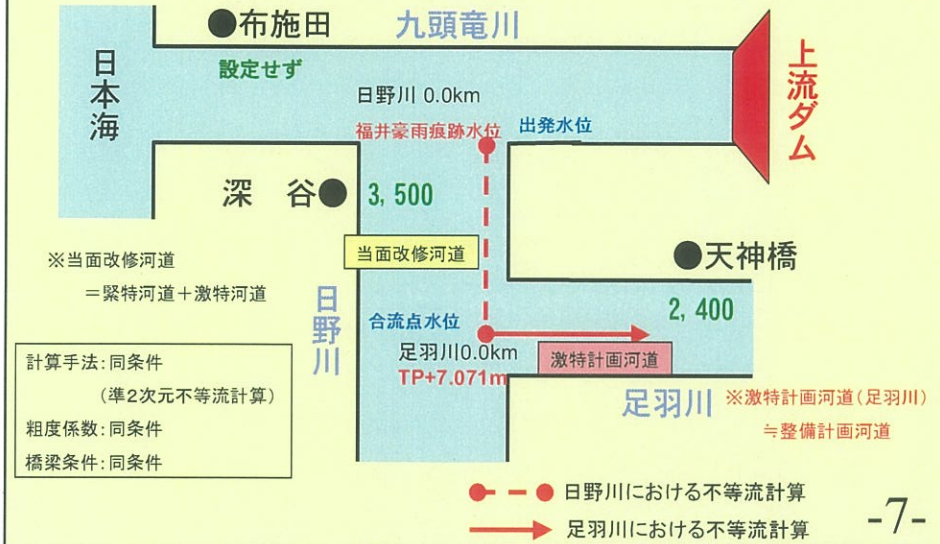 ●布施田
九頭竜川
日本海
設定せず
上流ダム
日野川 0.0km
福井豪雨痕跡水位
出発水位
深 谷●
3,500
※当面改修河道
＝緊特河道＋激特河道
当面改修河道
●天神橋
2,400
日野川
合流点水位
足羽川0.0km
TP+7.071m
激特計画河道
足羽川
※激特計画河道(足羽川)
≒整備計画河道
計算手法:同条件
(準2次元不等流計算)
粗度係数:同条件
橋梁条件:同条件
日野川における不等流計算
足羽川における不等流計算
-7-